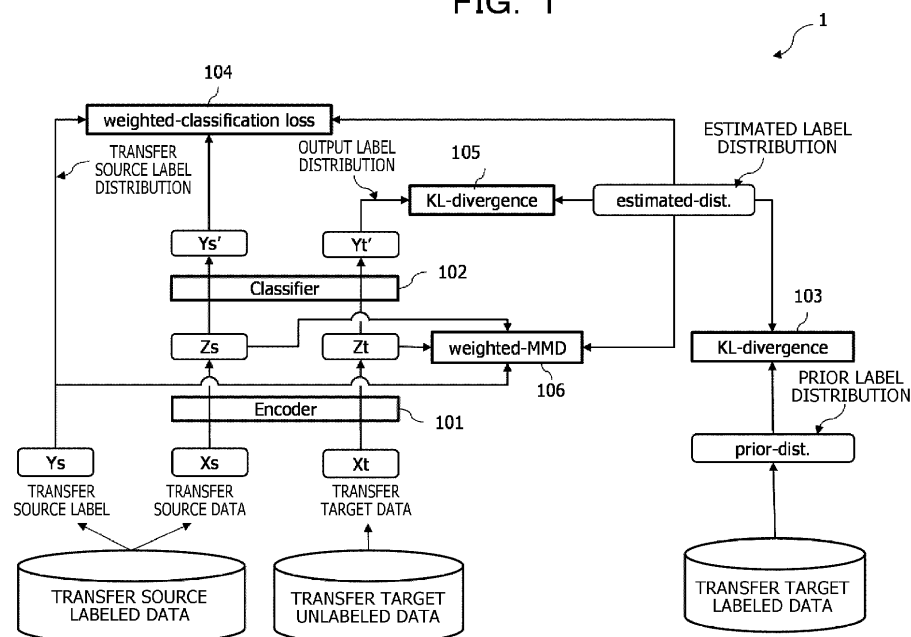 FIG. 1
1
104
weighted-classification loss
TRANSFER
SOURCE LABEL
DISTRIBUTION
OUTPUT LABEL
DISTRIBUTION
105
KL-divergence
ESTIMATED LABEL
DISTRIBUTION
estimated-dist.
Ys’
Yt’
102
Classifier
103
KL-divergence
Zs
Zt
weighted-MMD
106
PRIOR LABEL
DISTRIBUTION
Encoder
101
prior-dist.
Ys
Xs
Xt
TRANSFER
SOURCE LABEL
TRANSFER
SOURCE DATA
TRANSFER
TARGET DATA
TRANSFER SOURCE
LABELED DATA
TRANSFER TARGET
UNLABELED DATA
TRANSFER TARGET
LABELED DATA